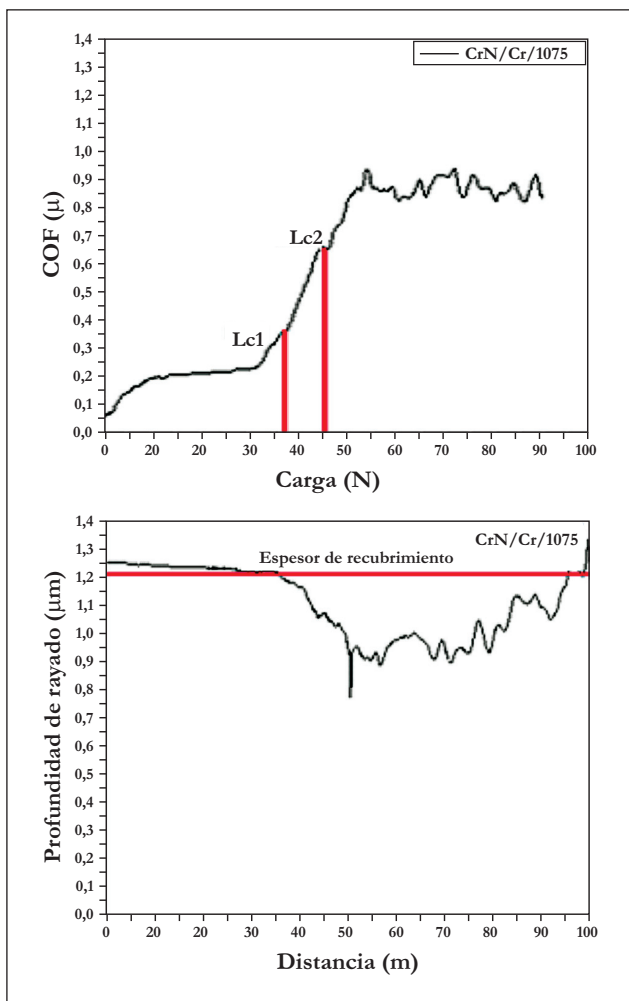 1,4
CrN/Cr/1075
1,3
1,2
1,1
1,0
0,9
0,8
0,7
0,6
0,5
0,4
0,3
0,2
0,1
0,0
COF (μ)
Lc2
Lc1
0 20 20 30 40 50 60 70 80 90 100
Carga (N)
1,4
CrN/Cr/1075
1,3
Espesor de recubrimiento
1,2
1,1
1,0
0,9
0,8
0,7
0,6
0,5
0,4
0,3
0,2
0,1
0,0
Profundidad de rayado (μm)
0 20 20 30 40 50 60 70 80 90 100
Distancia (m)